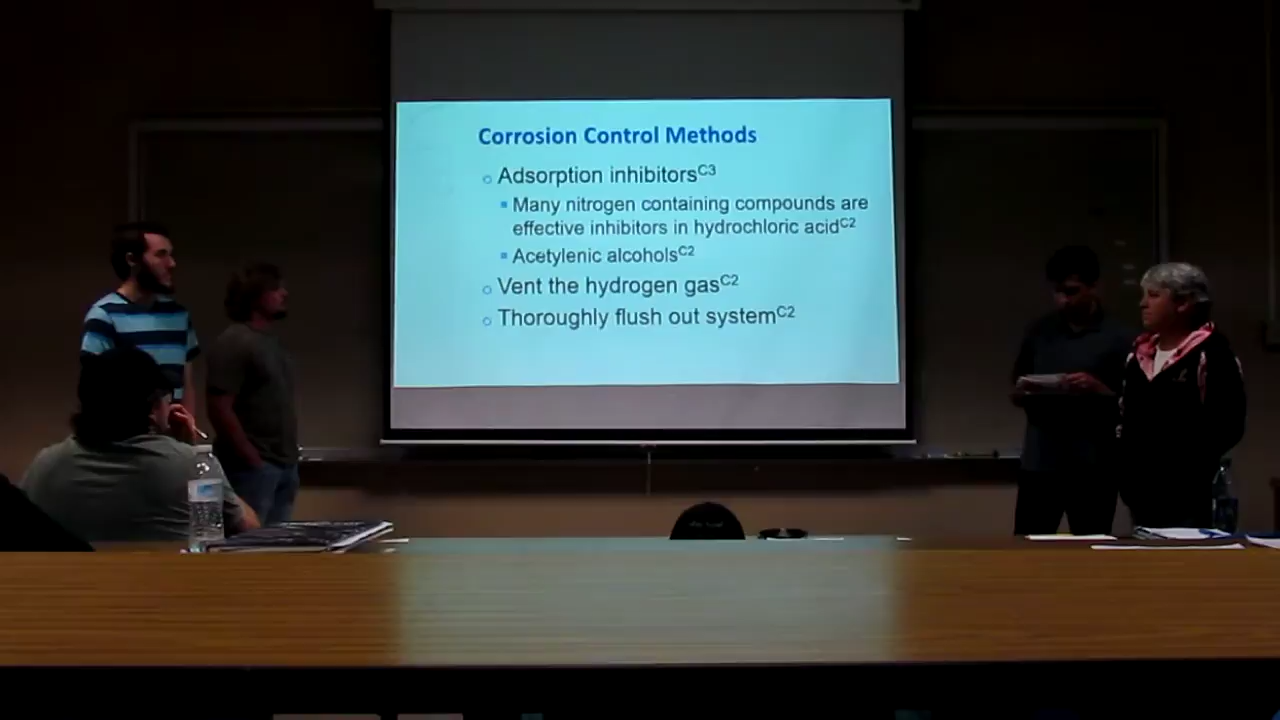 Corrosion Control Methods
Adsorption inhibitorsC3
Many nitrogen containing compounds are
effective inhibitors in hydrochloric acidC2
Acetylenic alcoholsC2
Vent the hydrogen gasC2
Thoroughly flush out systemC2